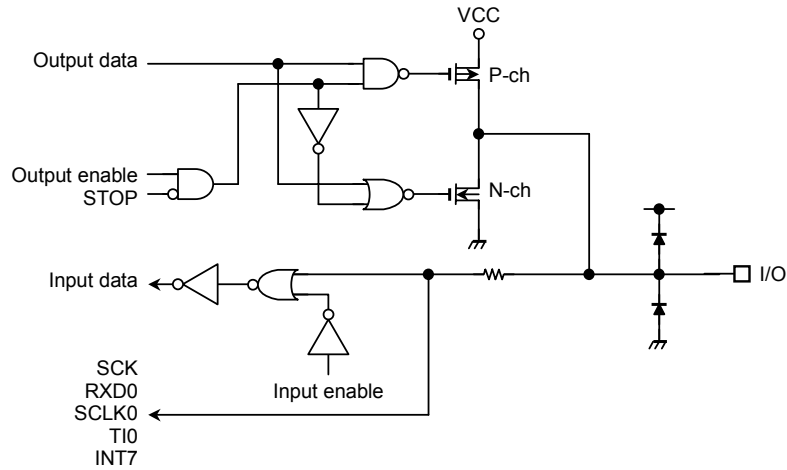 VCC
Output data
P-ch
Output enable
STOP
N-ch
Input data
I/O
Input enable
SCK
RXD0
SCLK0
TI0
INT7